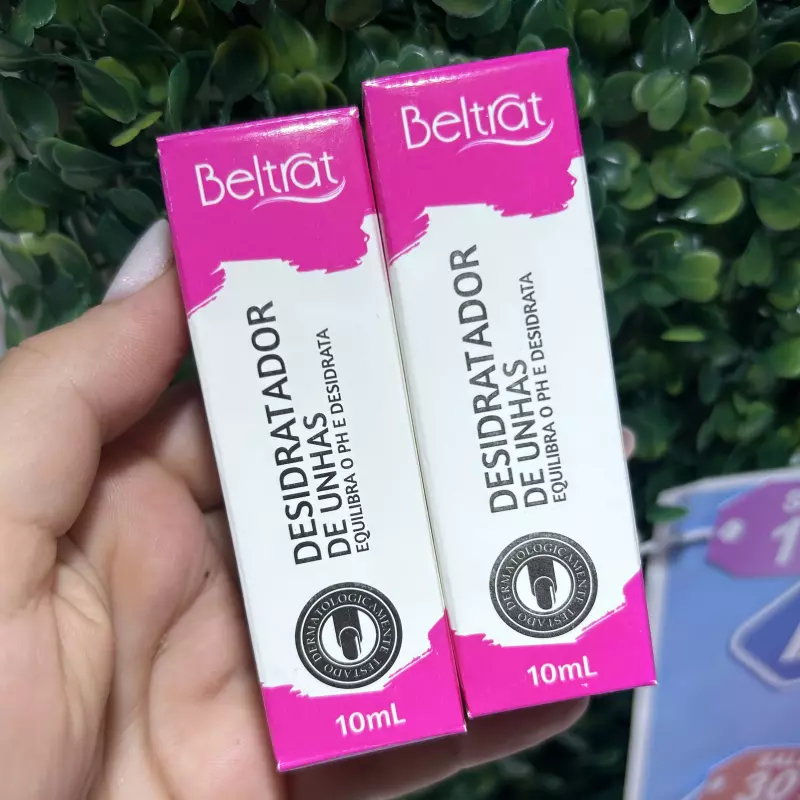 Beltrat
DESIDRATADOR
DE UNHAS
EQUILIBRA O PH E DESIDRATA
DERMATOLOGICAMENTE TESTADO
10mL
Beltrat
DESIDRATADOR
DE UNHAS
EQUILIBRA O PH E DESIDRATA
DERMATOLOGICAMENTE TESTADO
10mL
30